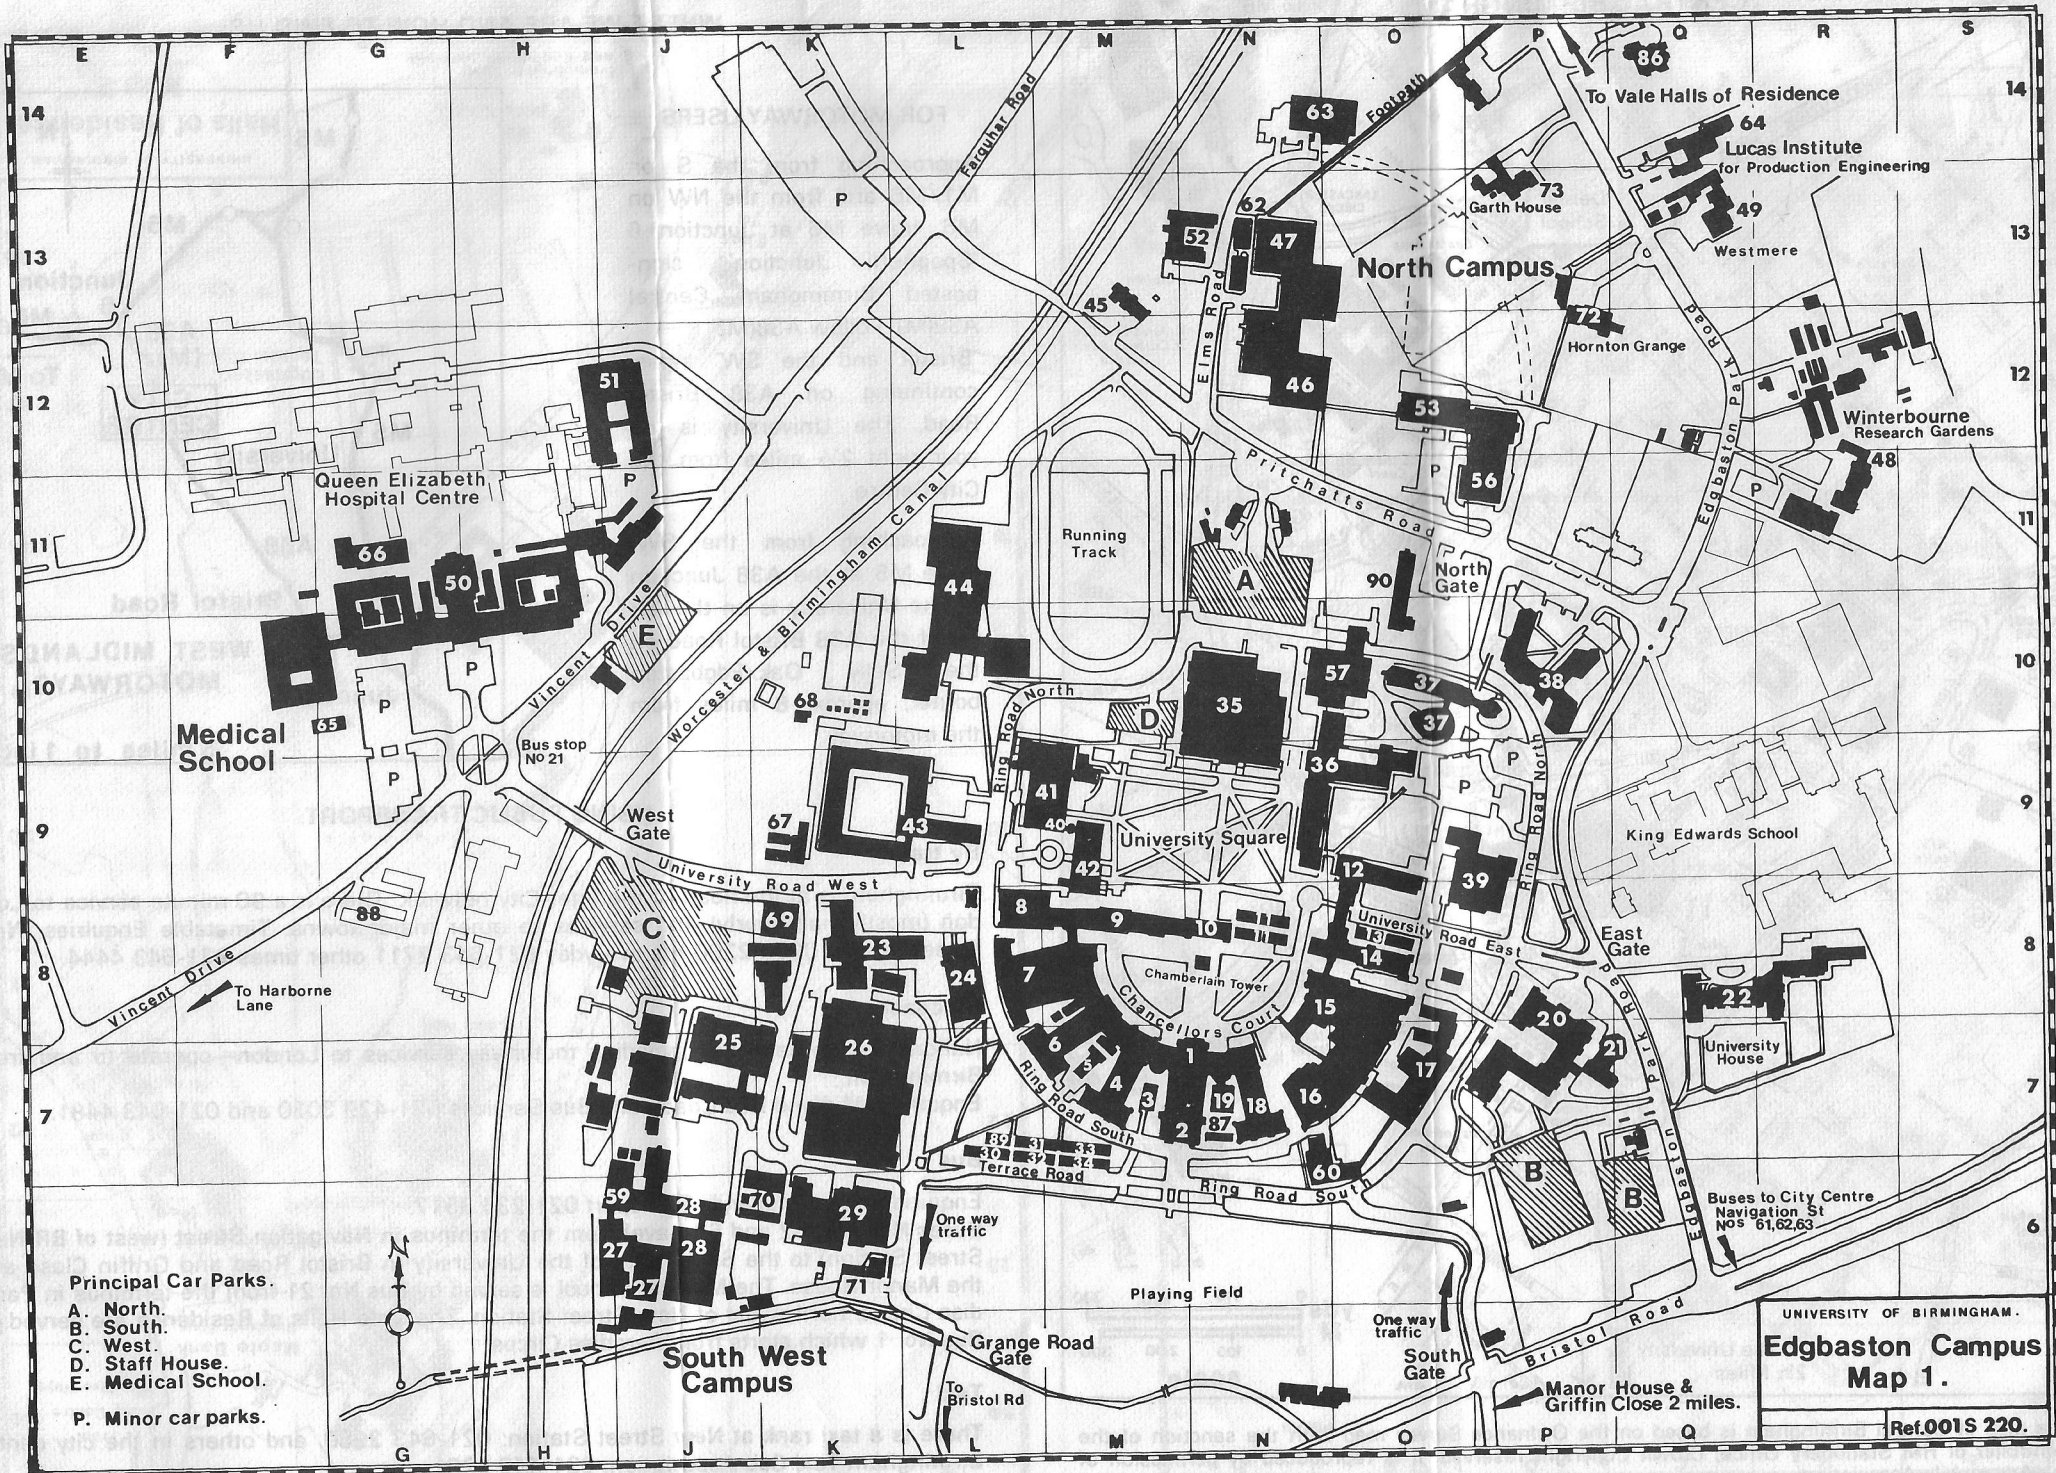 E F G H J K L M N O P Q R S
14
13
12
11
10
9
8
7
6
14
13
12
11
10
9
8
7
6
G H J K L M N O P Q
Farquhar Road
Footpath
86
To Vale Halls of Residence
64
Lucas Institute
for Production Engineering
63
73
Garth House
49
Westmere
P
62
52
47
North Campus
45
Elms Road
46
72
Hornton Grange
Edgbaston Park Road
53
56
P
Winterbourne
Research Gardens
48
P
51
P
Queen Elizabeth
Hospital Centre
66
50
Pritchatts Road
Running
Track
A
90
North
Gate
44
E
Vincent Drive
Worcester & Birmingham Canal
P
P
65
68
Medical
School
P
Bus stop
No 21
Ring Road North
D
35
57
37
37
38
36
P
P
Ring Road North
41
40
42
University Square
King Edwards School
West
Gate
67
43
University Road West
12
39
88
C
69
23
24
8
9
10
13
14
University Road East
East
Gate
7
Chamberlain Tower
Chancellors Court
15
20
21
22
University
House
Vincent Drive
To Harborne
Lane
25
26
6
5
4
3
1
2
19
87
18
16
17
Ring Road South
89 31 33
30 32 34
Terrace Road
60
Ring Road South
B
B
Edgbaston Park Road
Buses to City Centre
Navigation St
Nos 61,62,63
59
28
70
29
27
28
27
71
One way
traffic
Playing Field
One way
traffic
South
Gate
Bristol Road
Grange Road
Gate
South West
Campus
To
Bristol Rd
Manor House &
Griffin Close 2 miles.
N
Principal Car Parks.
A. North.
B. South.
C. West.
D. Staff House.
E. Medical School.
P. Minor car parks.
UNIVERSITY OF BIRMINGHAM.
Edgbaston Campus
Map 1.
Ref.001S 220.